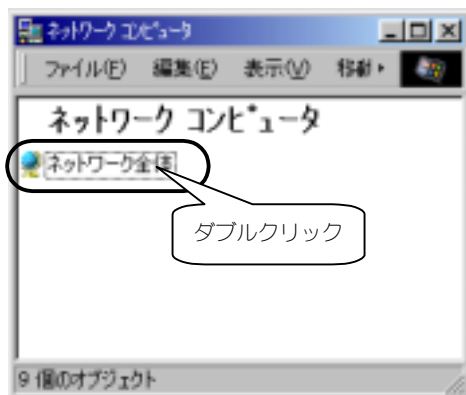 ネットワーク コンピュータ
ファイル(F) 編集(E) 表示(V) 移動
ネットワーク コンピュータ
ネットワーク全体
ダブルクリック
9 個のオブジェクト